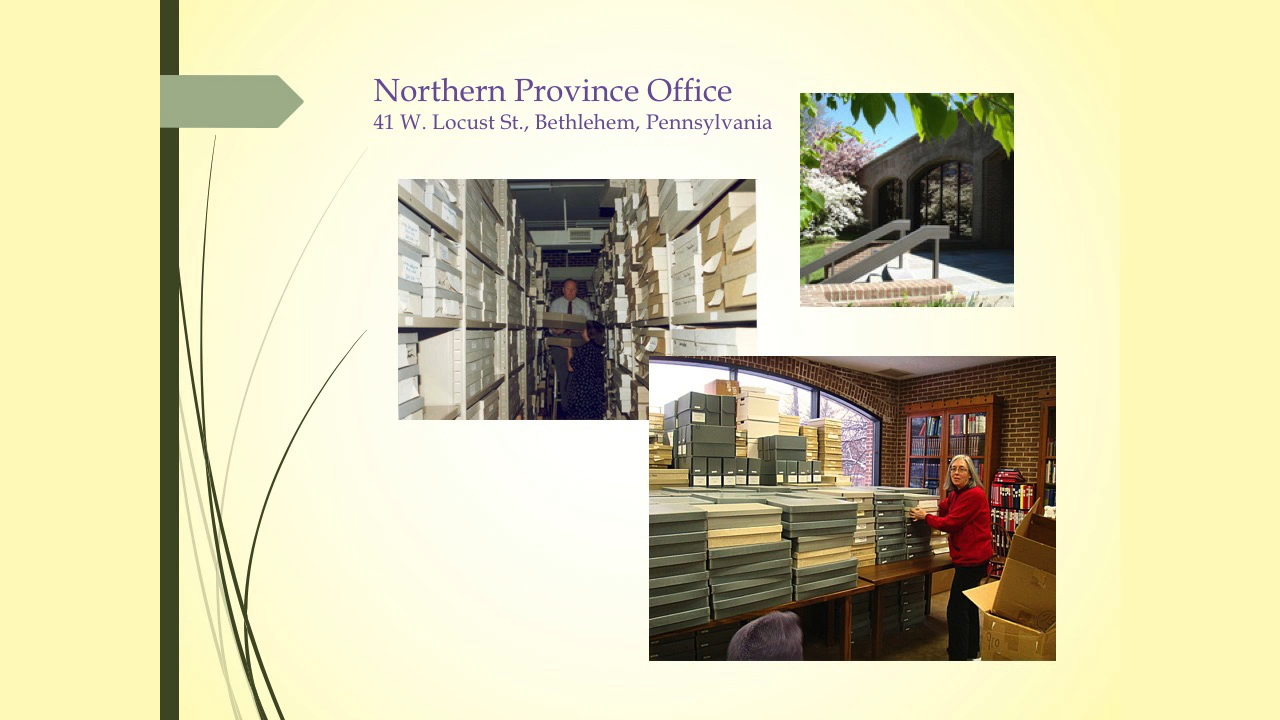 Northern Province Office
41 W. Locust St., Bethlehem, Pennsylvania